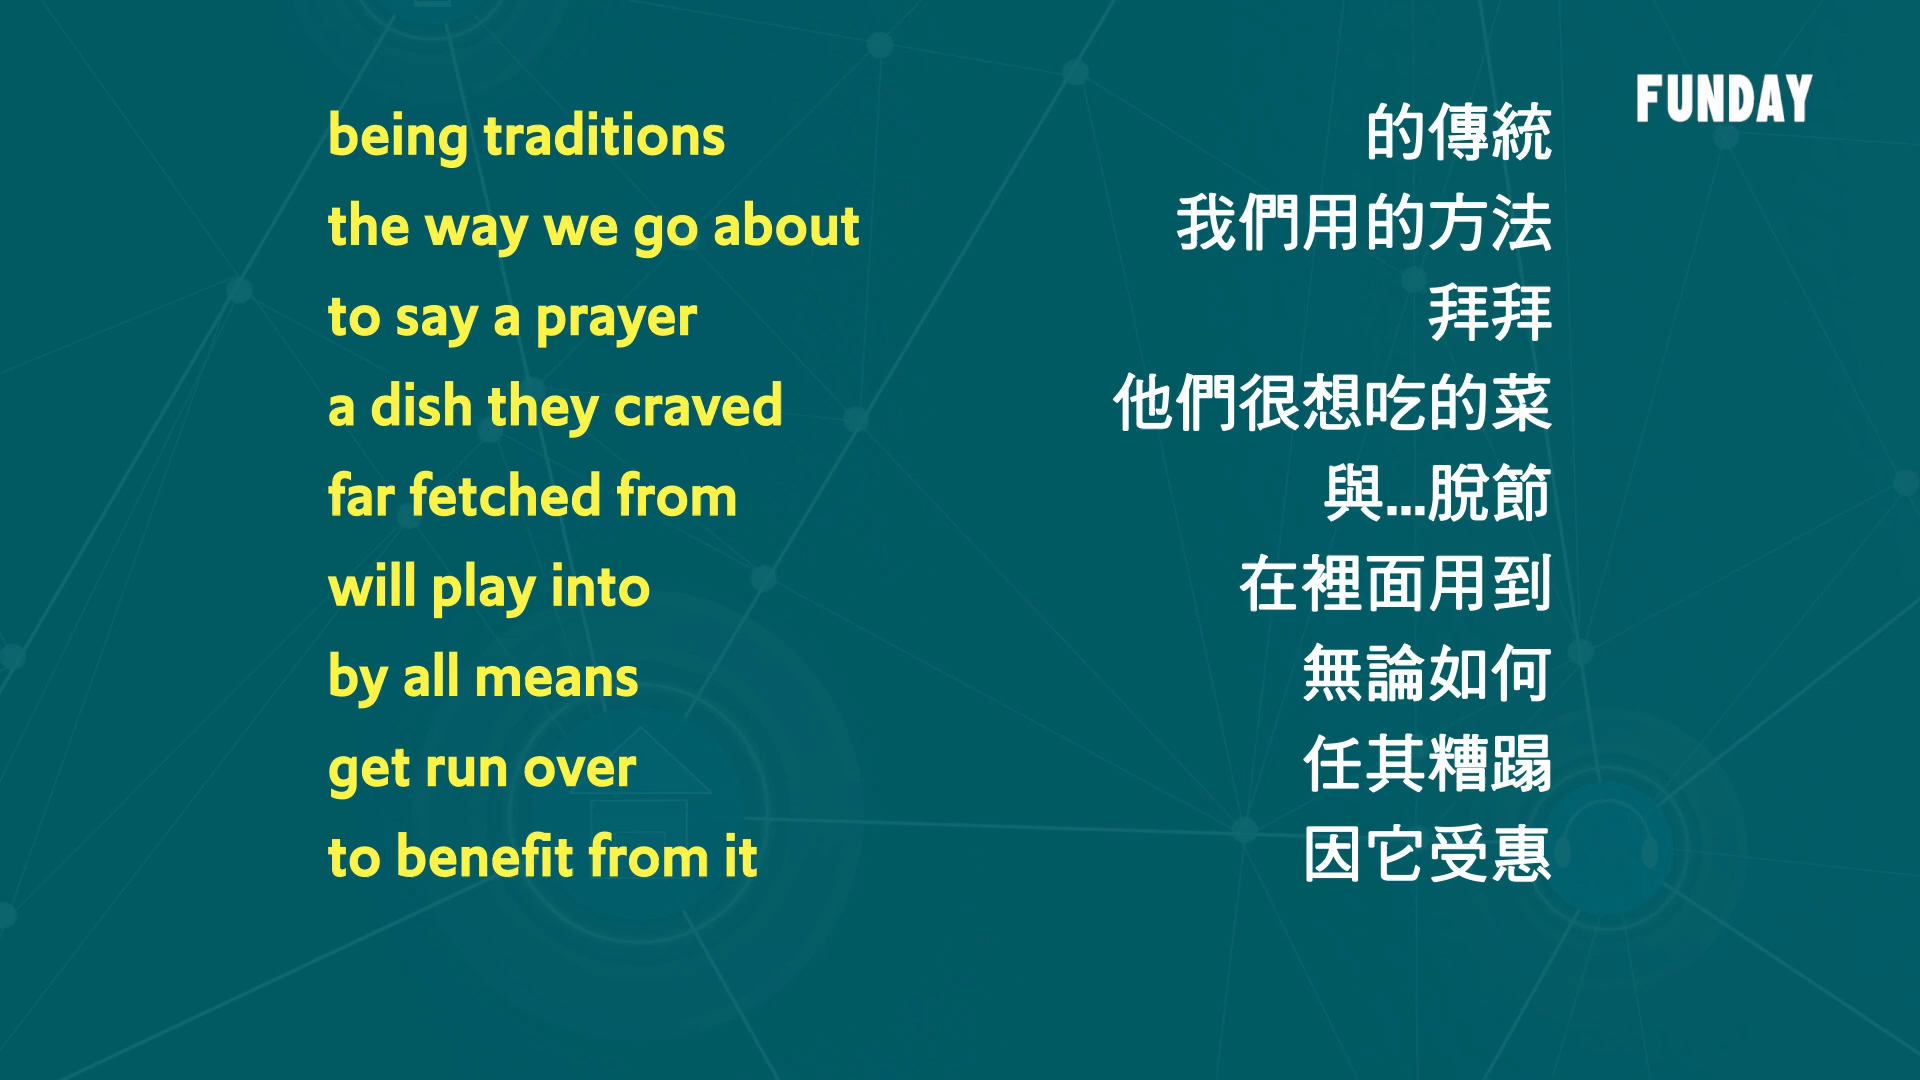 FUNDAY
being traditions 的傳統
the way we go about 我們用的方法
to say a prayer 拜拜
a dish they craved 他們很想吃的菜
far fetched from 與...脫節
will play into 在裡面用到
by all means 無論如何
get run over 任其糟蹋
to benefit from it 因它受惠